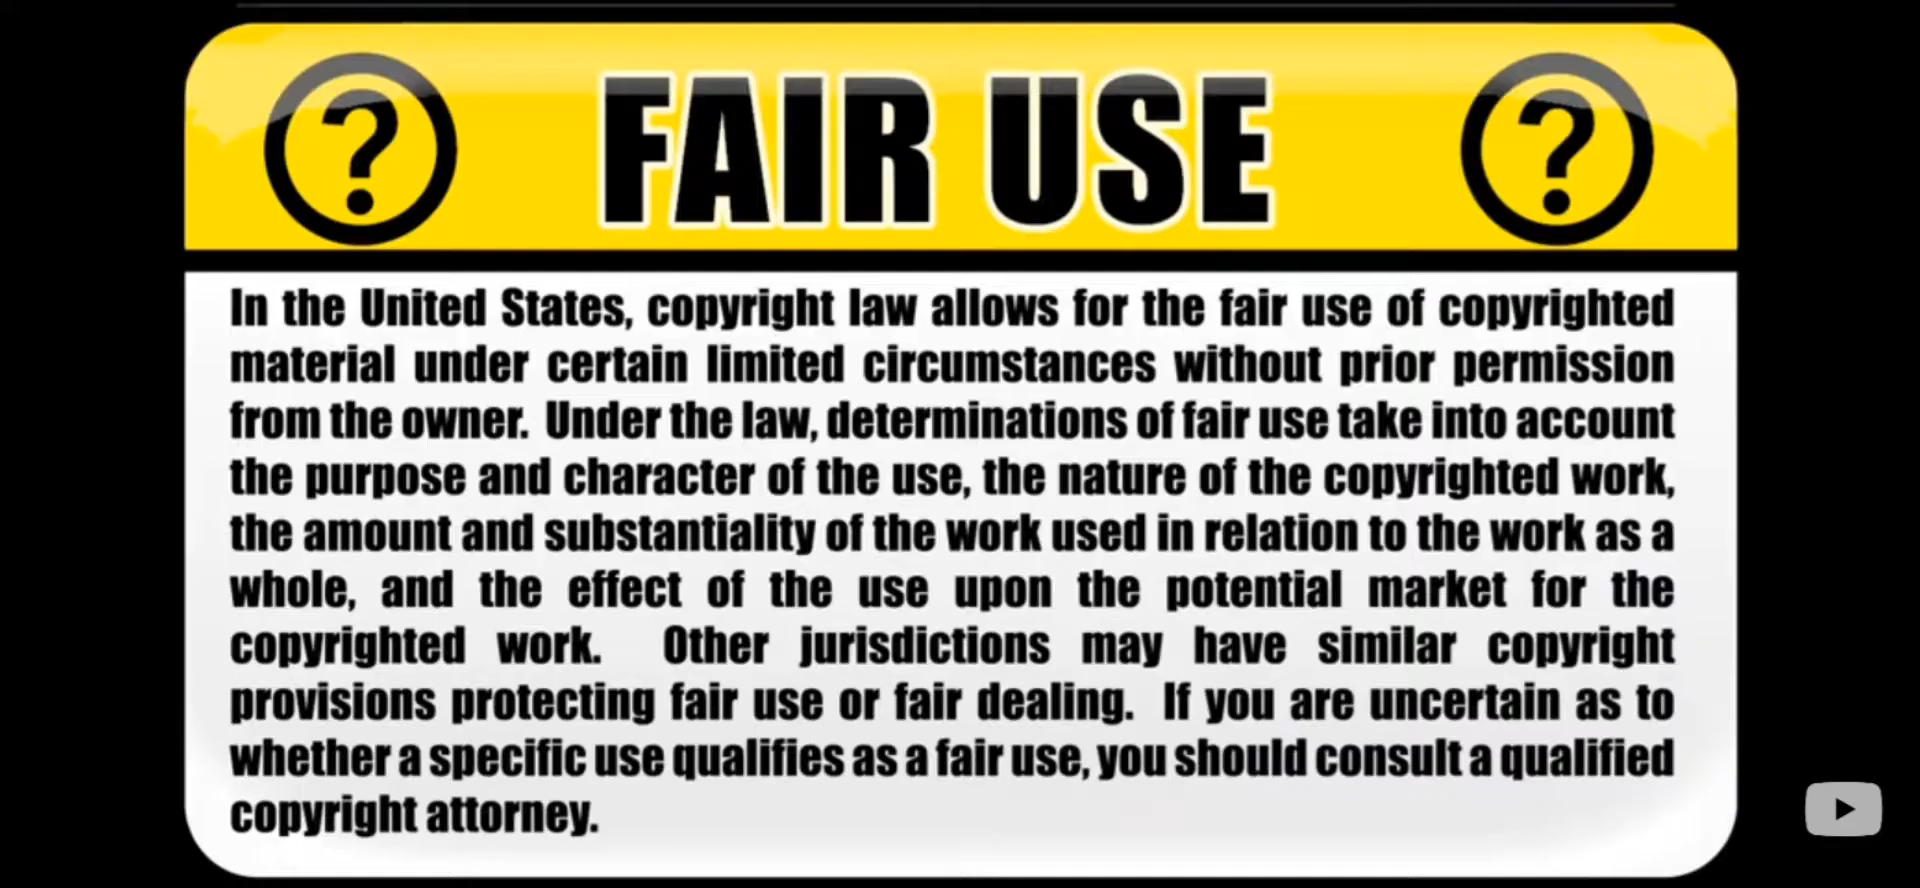 FAIR USE
In the United States, copyright law allows for the fair use of copyrighted
material under certain limited circumstances without prior permission
from the owner. Under the law, determinations of fair use take into account
the purpose and character of the use, the nature of the copyrighted work,
the amount and substantiality of the work used in relation to the work as a
whole, and the effect of the use upon the potential market for the
copyrighted work. Other jurisdictions may have similar copyright
provisions protecting fair use or fair dealing. If you are uncertain as to
whether a specific use qualifies as a fair use, you should consult a qualified
copyright attorney.